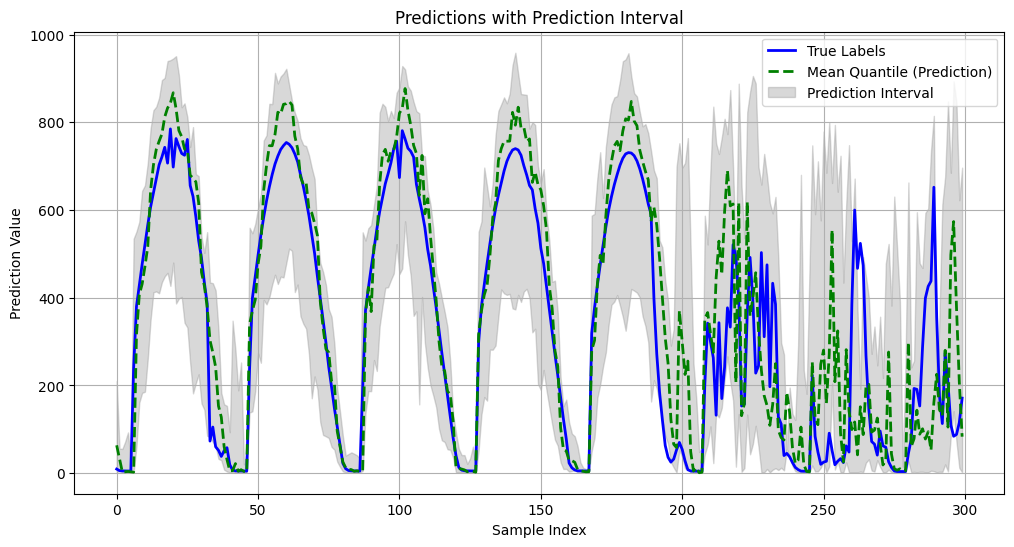 Predictions with Prediction Interval
Prediction Value
1000
800
600
400
200
0
True Labels
Mean Quantile (Prediction)
Prediction Interval
0
50
100
150
200
250
300
Sample Index